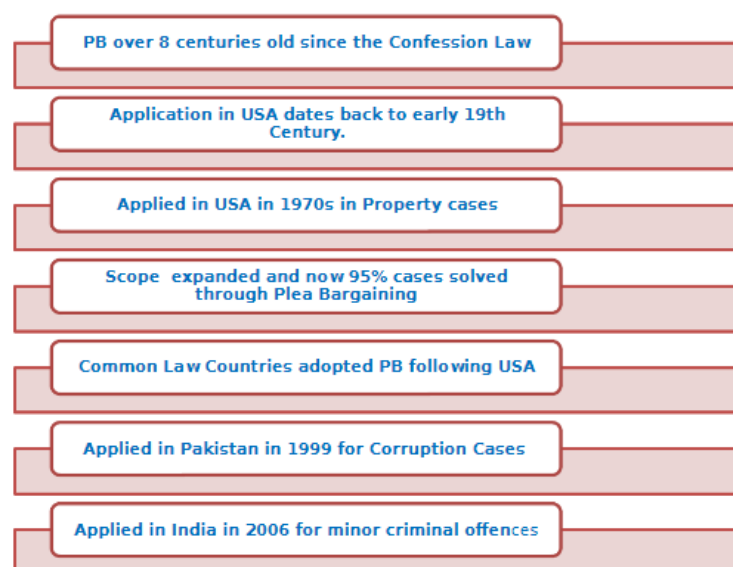 PB over 8 centuries old since the Confession Law
Application in USA dates back to early 19th
Century.
Applied in USA in 1970s in Property cases
Scope expanded and now 95% cases solved
through Plea Bargaining
Common Law Countries adopted PB following USA
Applied in Pakistan in 1999 for Corruption Cases
Applied in India in 2006 for minor criminal offences